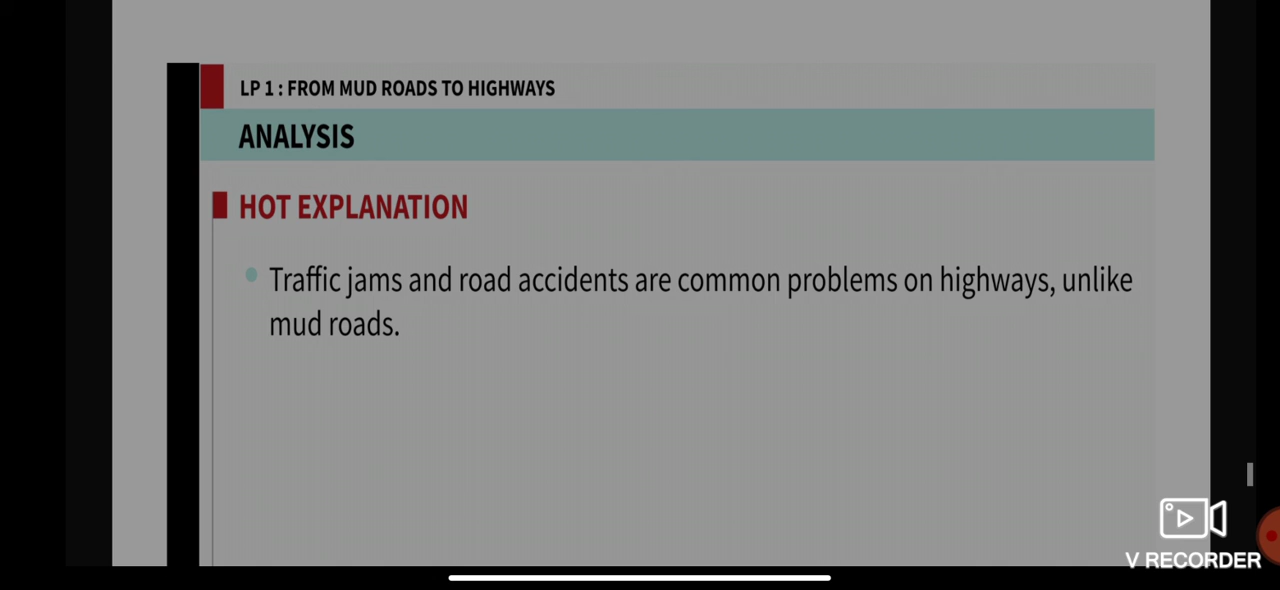 LP 1 : FROM MUD ROADS TO HIGHWAYS
ANALYSIS
HOT EXPLANATION
Traffic jams and road accidents are common problems on highways, unlike
mud roads.
V RECORDER